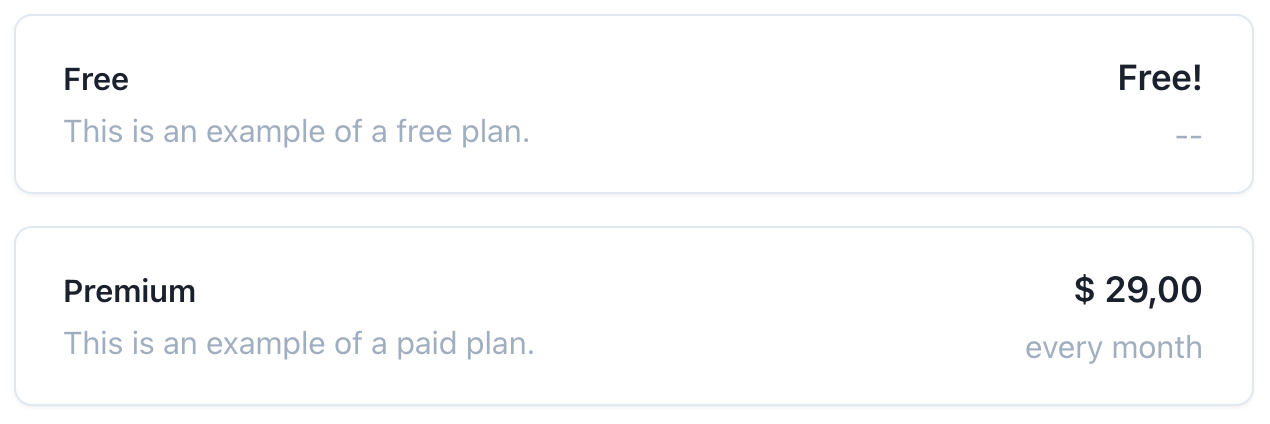 Free
Free!
This is an example of a free plan.
--
Premium
$ 29,00
This is an example of a paid plan.
every month